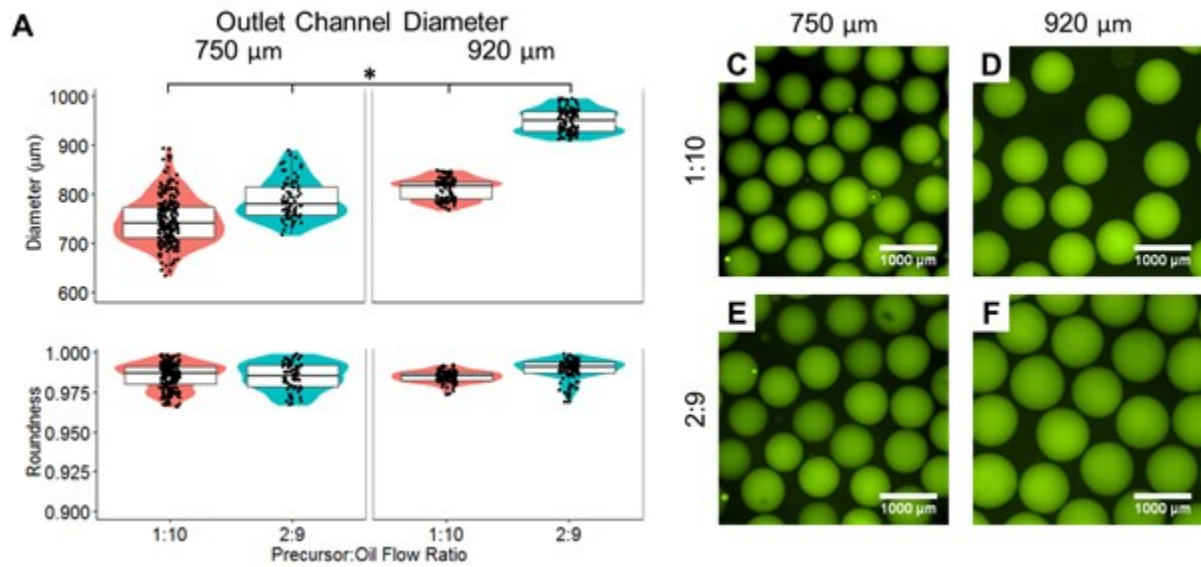 A
Outlet Channel Diameter
750 µm
920 µm
*
Diameter (µm)
1000
900
800
700
600
Roundness
1.000
0.975
0.950
0.925
0.900
1:10
2:9
1:10
2:9
Precursor:Oil Flow Ratio
750 µm
920 µm
1:10
C
1000 µm
D
1000 µm
2:9
E
1000 µm
F
1000 µm